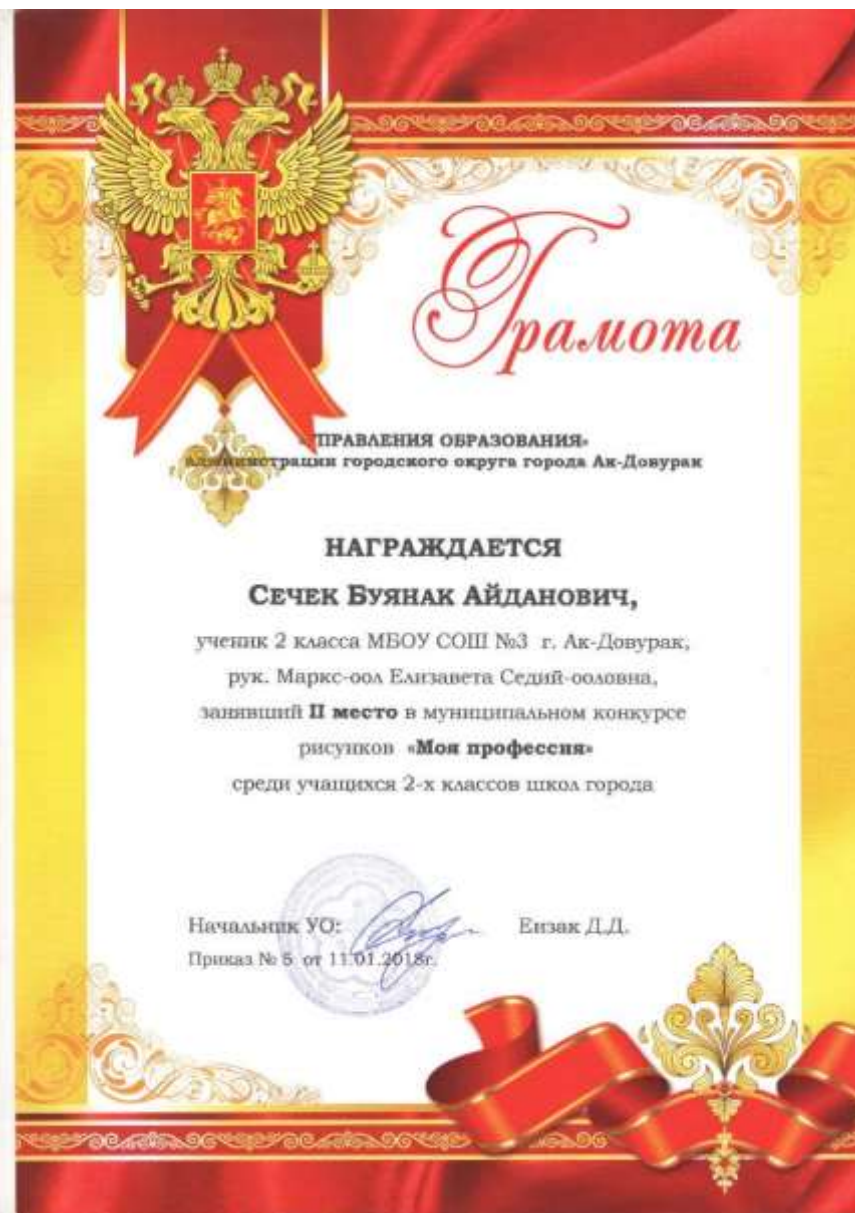 Грамота
«УПРАВЛЕНИЯ ОБРАЗОВАНИЯ»
администрации городского округа города Ак-Довурак
НАГРАЖДАЕТСЯ
СЕЧЕК БУЯНАК АЙДАНОВИЧ,
ученик 2 класса МБОУ СОШ №3 г. Ак-Довурак,
рук. Маркс-оол Елизавета Седий-ооловна,
занявший II место в муниципальном конкурсе
рисунков «Моя профессия»
среди учащихся 2-х классов школ города
Начальник УО: Еизак Д.Д.
Приказ № 5 от 11.01.2018г.